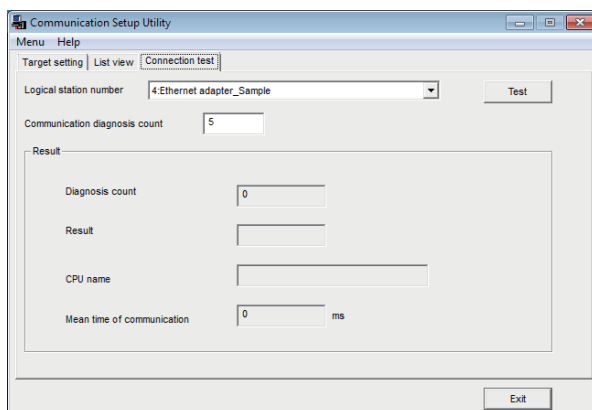 Communication Setup Utility
Menu Help
Target setting List view Connection test
Logical station number 4:Ethernet adapter_Sample Test
Communication diagnosis count 5
Result
Diagnosis count 0
Result
CPU name
Mean time of communication 0 ms
Exit